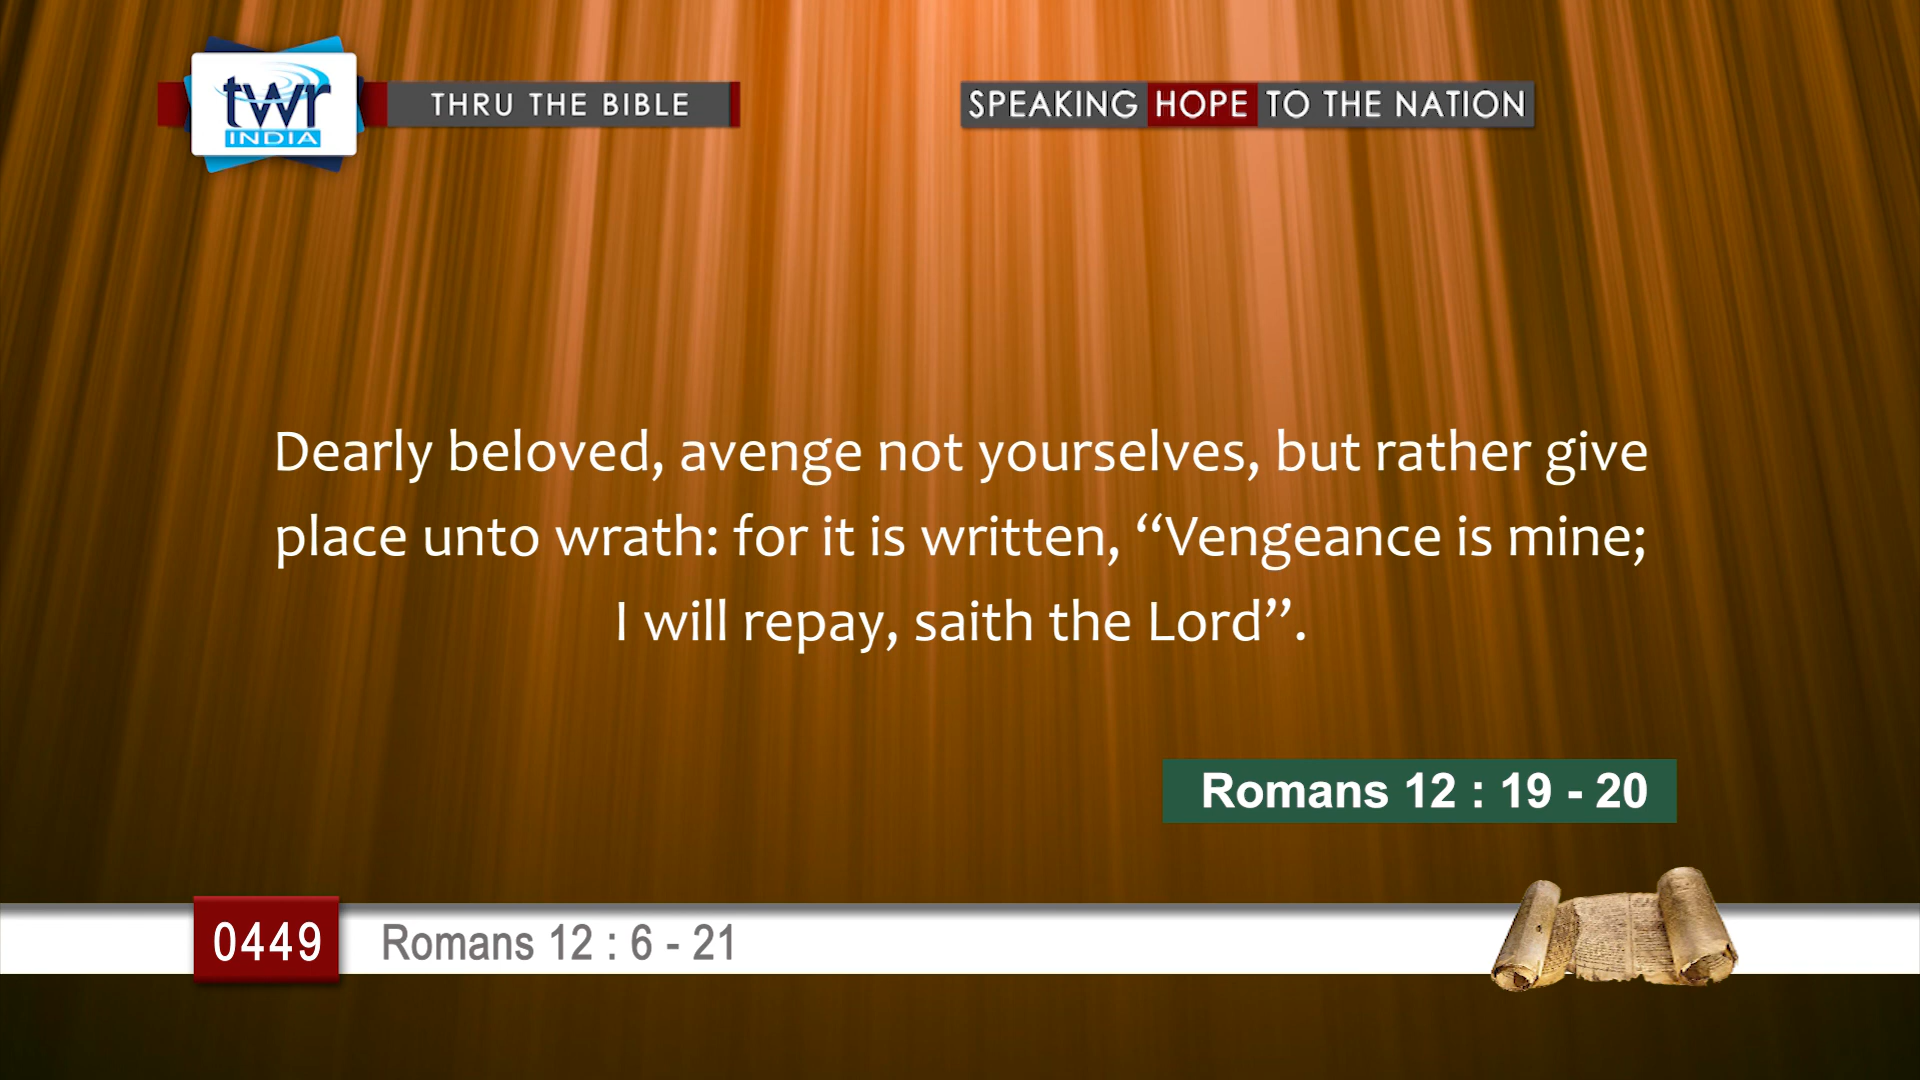 twr
INDIA
THRU THE BIBLE
SPEAKING HOPE TO THE NATION
Dearly beloved, avenge not yourselves, but rather give
place unto wrath: for it is written, “Vengeance is mine;
I will repay, saith the Lord”.
Romans 12 : 19 - 20
0449
Romans 12 : 6 - 21